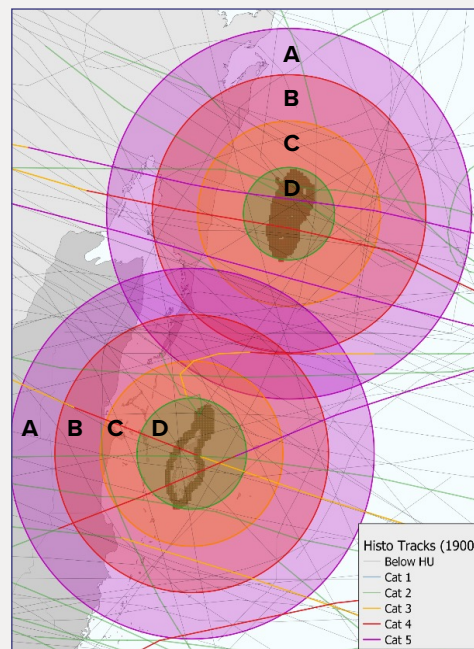 A
B
C
D
A B C D
Histo Tracks (1900
Below HU
Cat 1
Cat 2
Cat 3
Cat 4
Cat 5